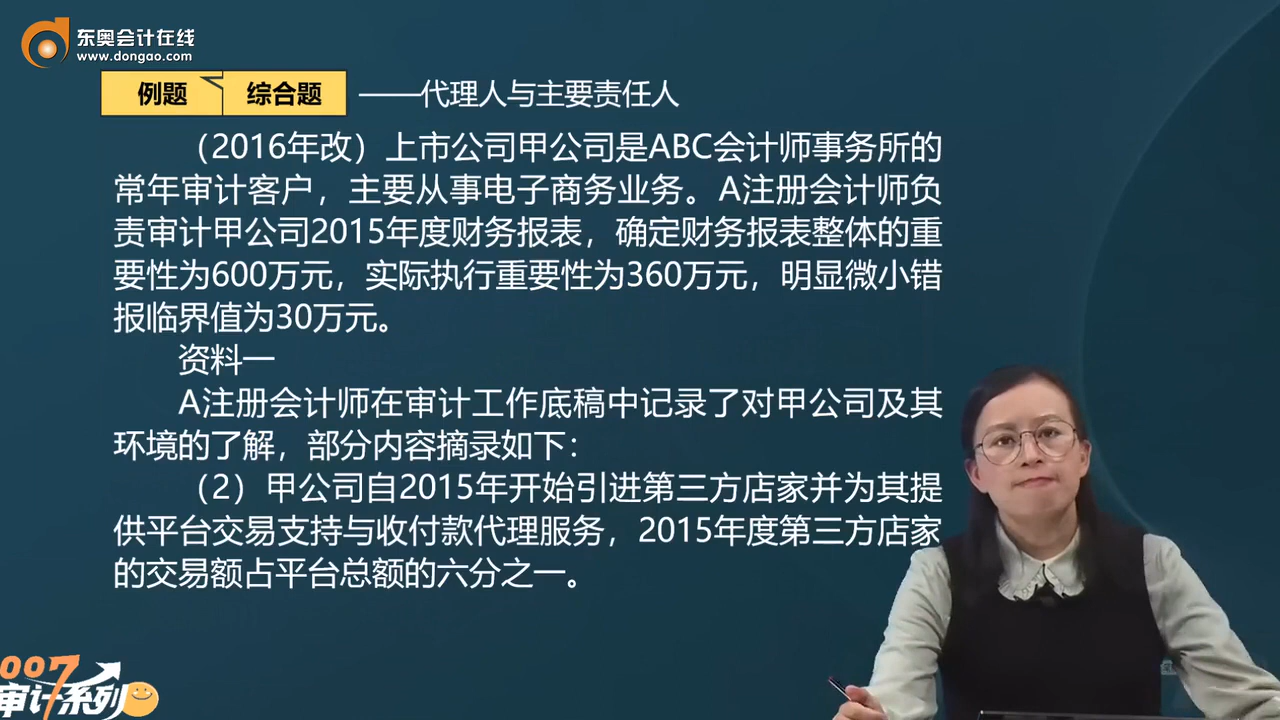 东奥会计在线
www.dongao.com
例题 综合题 ——代理人与主要责任人
（2016年改）上市公司甲公司是ABC会计师事务所的
常年审计客户，主要从事电子商务业务。A注册会计师负
责审计甲公司2015年度财务报表，确定财务报表整体的重
要性为600万元，实际执行重要性为360万元，明显微小错
报临界值为30万元。
资料一
A注册会计师在审计工作底稿中记录了对甲公司及其
环境的了解，部分内容摘录如下：
（2）甲公司自2015年开始引进第三方店家并为其提
供平台交易支持与收付款代理服务，2015年度第三方店家
的交易额占平台总额的六分之一。
007
审计系列